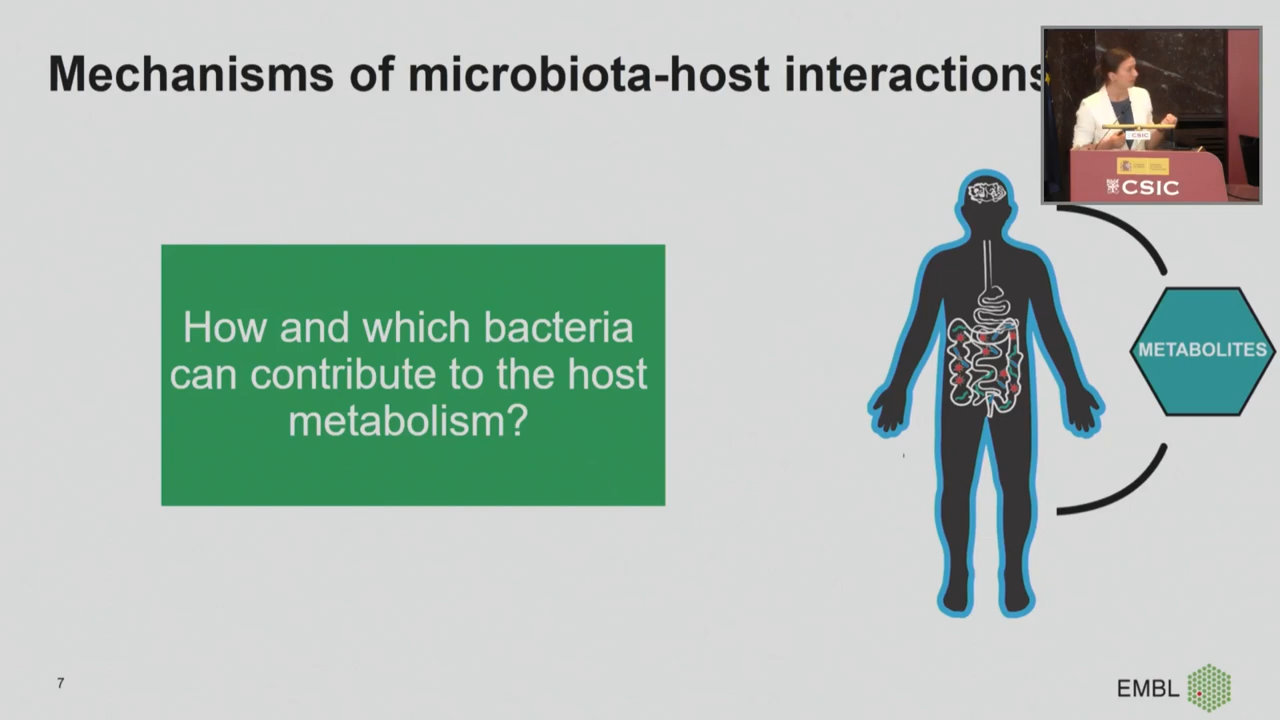 Mechanisms of microbiota-host interactions
CSIC
CSIC
How and which bacteria
can contribute to the host
metabolism?
METABOLITES
7
EMBL